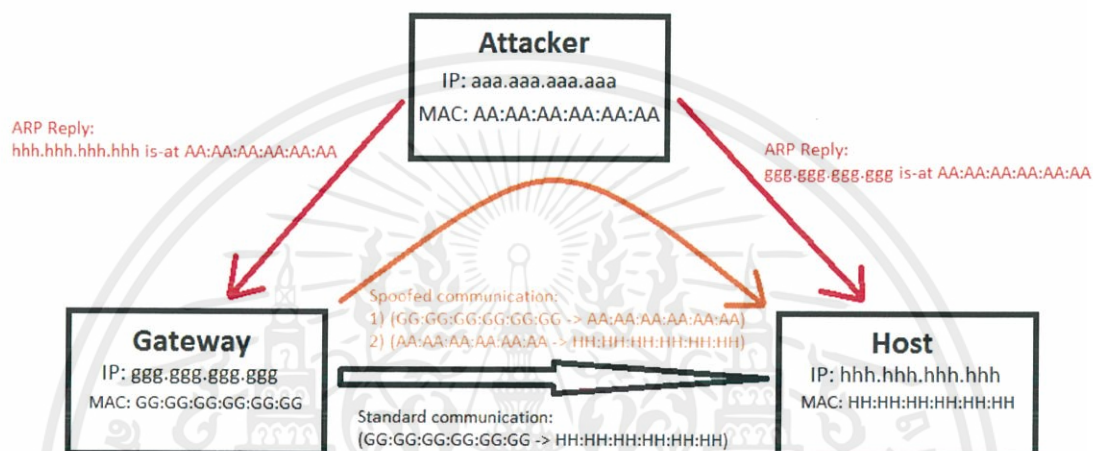 Attacker
IP: aaa.aaa.aaa.aaa
MAC: AA:AA:AA:AA:AA:AA
ARP Reply:
hhh.hhh.hhh.hhh is-at AA:AA:AA:AA:AA:AA
ARP Reply:
ggg.ggg.ggg.ggg is-at AA:AA:AA:AA:AA:AA
Spoofed communication:
1) (GG:GG:GG:GG:GG:GG -> AA:AA:AA:AA:AA:AA)
2) (AA:AA:AA:AA:AA:AA -> HH:HH:HH:HH:HH:HH)
Gateway
IP: ggg.ggg.ggg.ggg
MAC: GG:GG:GG:GG:GG:GG
Host
IP: hhh.hhh.hhh.hhh
MAC: HH:HH:HH:HH:HH:HH
Standard communication:
(GG:GG:GG:GG:GG:GG -> HH:HH:HH:HH:HH:HH)